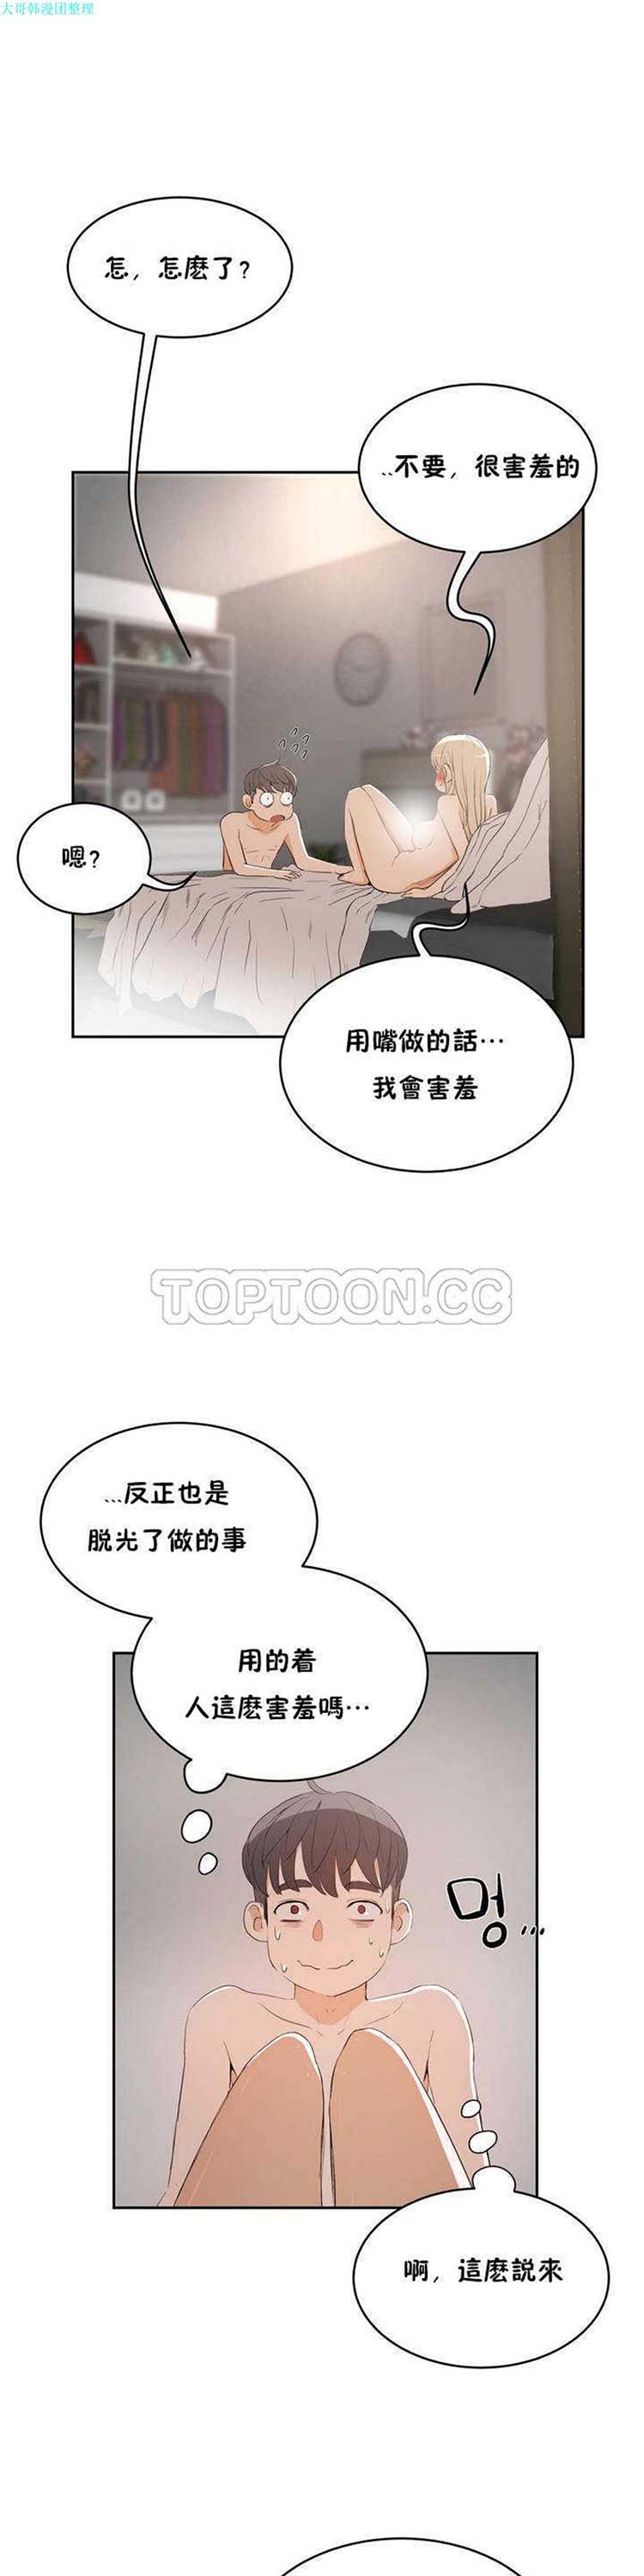 大哥韩漫团整理
怎，怎麽了？
..不要，很害羞的
嗯？
用嘴做的話…
我會害羞
TOPTOON.CC
...反正也是
脱光了做的事
用的着
人這麽害羞嗎…
멍...
啊，這麽説來